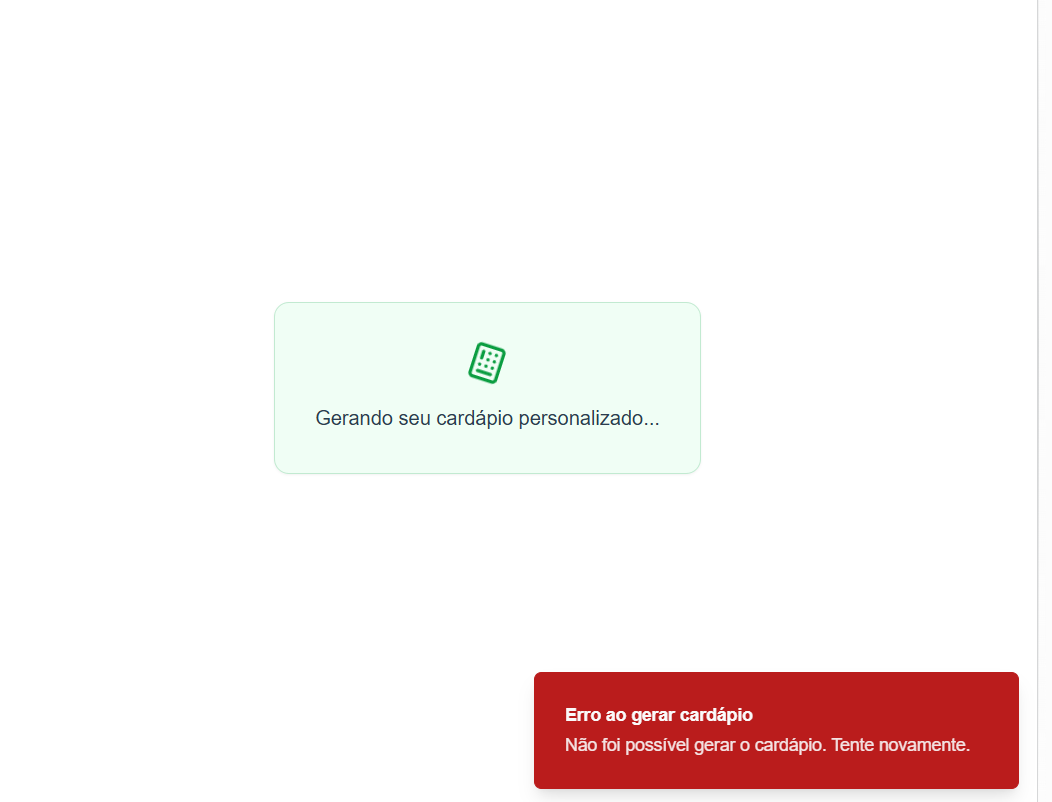 Gerando seu cardápio personalizado...
Erro ao gerar cardápio
Não foi possível gerar o cardápio. Tente novamente.